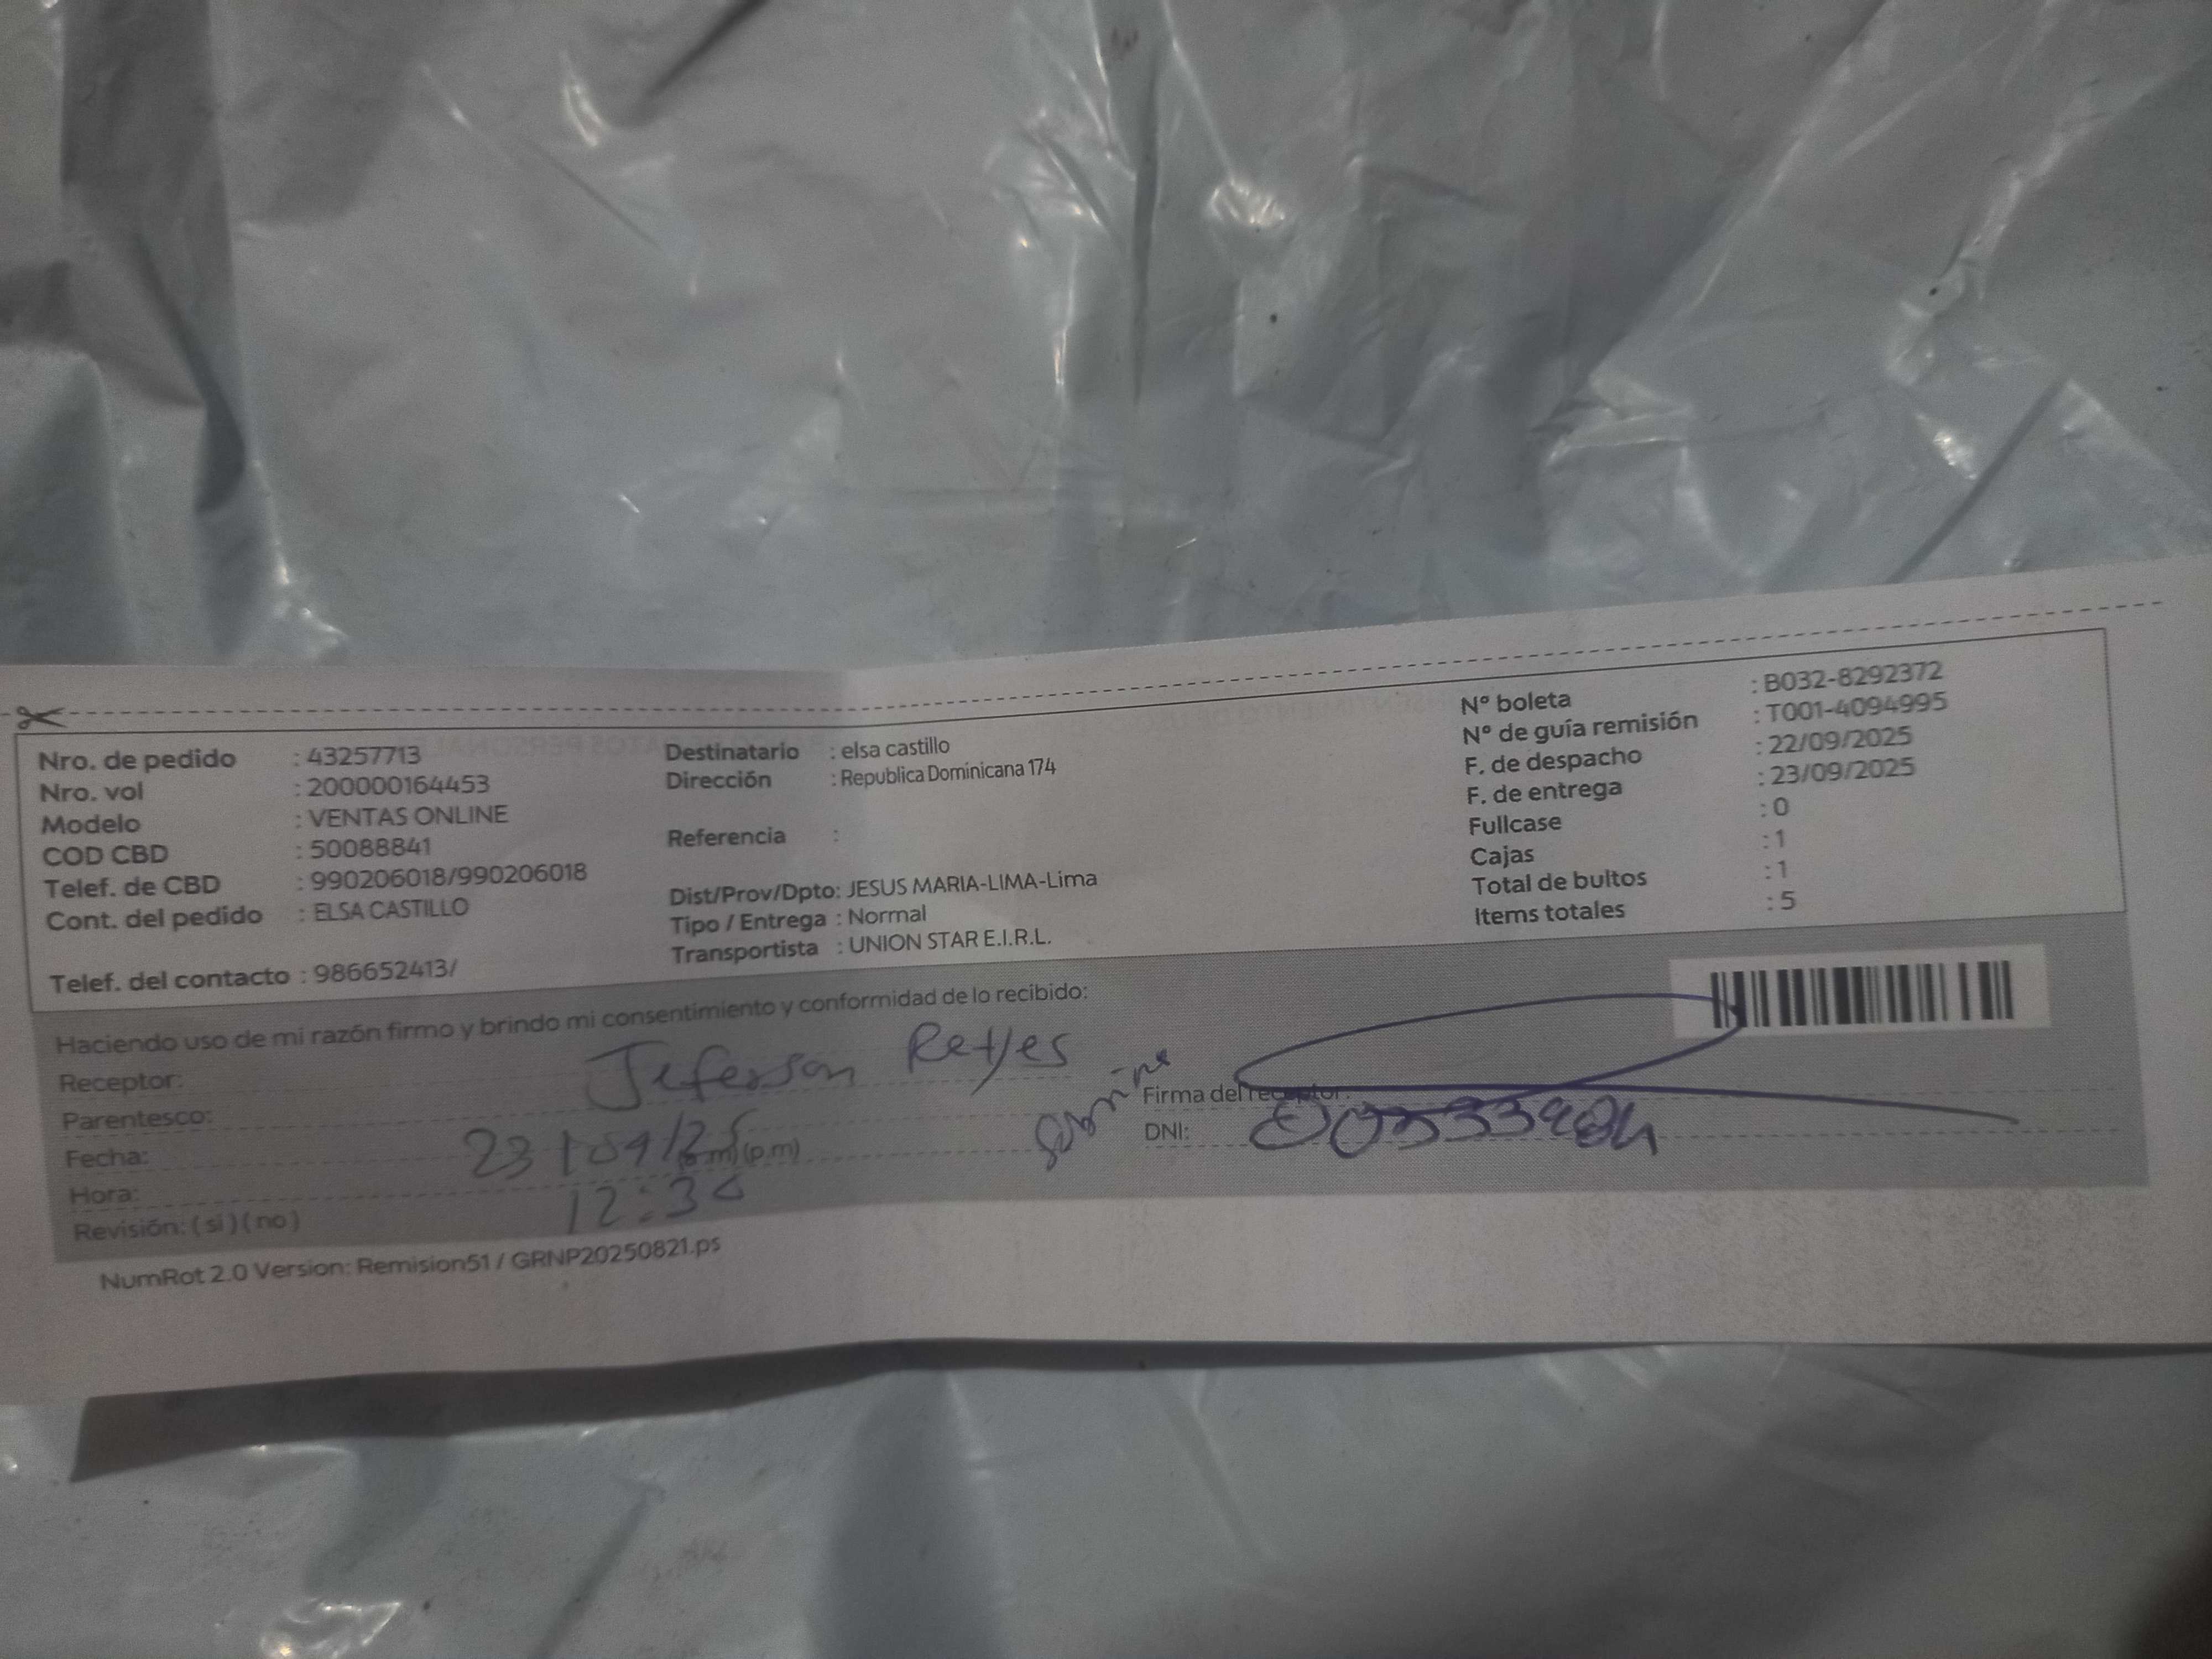 Nro. de pedido : 43257713
Nro. vol : 200000164453
Modelo : VENTAS ONLINE
COD CBD : 50088841
Telef. de CBD : 990206018/990206018
Cont. del pedido : ELSA CASTILLO
Telef. del contacto : 986652413/
Destinatario : elsa castillo
Dirección : Republica Dominicana 174
Referencia :
Dist/Prov/Dpto: JESUS MARIA-LIMA-Lima
Tipo / Entrega : Normal
Transportista : UNION STAR E.I.R.L.
Nº boleta : B032-8292372
Nº de guía remisión : T001-4094995
F. de despacho : 22/09/2025
F. de entrega : 23/09/2025
Fullcase : 0
Cajas : 1
Total de bultos : 1
Items totales : 5
Haciendo uso de mi razón firmo y brindo mi consentimiento y conformidad de lo recibido:
Receptor: Jeferson Reyes
Parentesco:
Fecha: 23/09/25
(p.m)
Hora: 12:30
Revisión: ( si ) ( no )
Firma del receptor:
DNI:
NumRot 2.0 Version: Remision51 / GRNP20250821.ps